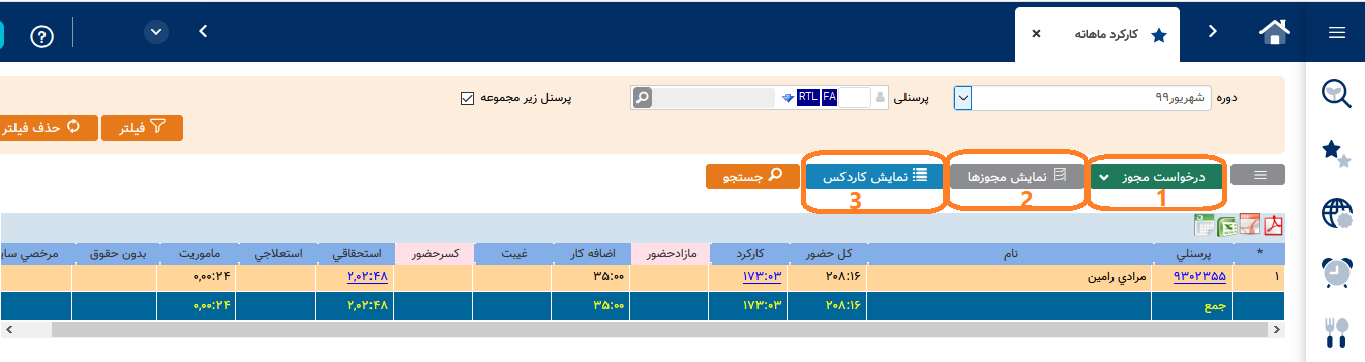 کارکرد ماهانه
دوره شهریور۹۹ پرسنلی FA RTL پرسنل زیر مجموعه
فیلتر حذف فیلتر
درخواست مجوز نمایش مجوزها نمایش کاردکس جستجو
1 2 3
* پرسنلي نام کل حضور کارکرد مازادحضور اضافه کار غيبت کسرحضور استحقاقي استعلاجي ماموريت بدون حقوق مرخصي ساي
۱ ۹۳۰۲۳۵۵ مرادي رامين ۲۰۸:۱۶ ۱۷۳:۰۳ ۳۵:۰۰ ۲,۰۲:۴۸ ۰,۰۰:۲۴
جمع ۲۰۸:۱۶ ۱۷۳:۰۳ ۳۵:۰۰ ۲,۰۲:۴۸ ۰,۰۰:۲۴